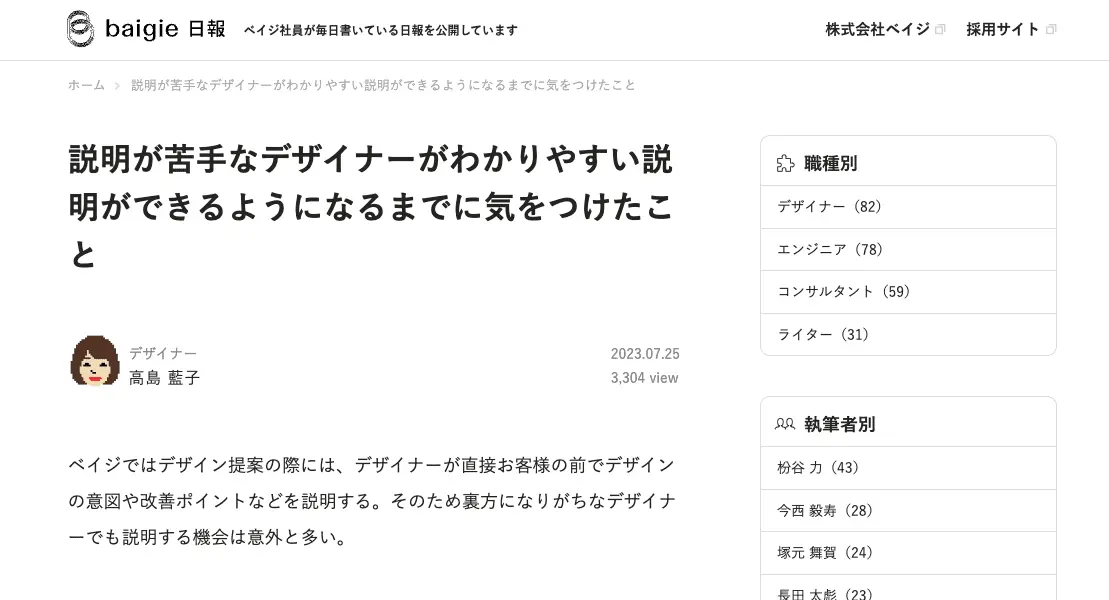 baigie 日報
ベイジ社員が毎日書いている日報を公開しています
株式会社ベイジ
採用サイト
ホーム
説明が苦手なデザイナーがわかりやすい説明ができるようになるまでに気をつけたこと
説明が苦手なデザイナーがわかりやすい説
明ができるようになるまでに気をつけたこ
と
デザイナー
高島 藍子
2023.07.25
3,304 view
ベイジではデザイン提案の際には、デザイナーが直接お客様の前でデザイン
の意図や改善ポイントなどを説明する。そのため裏方になりがちなデザイナ
ーでも説明する機会は意外と多い。
職種別
デザイナー（82）
エンジニア（78）
コンサルタント（59）
ライター（31）
執筆者別
枌谷 力（43）
今西 毅寿（28）
塚元 舞賀（24）
長田 太彪（23）